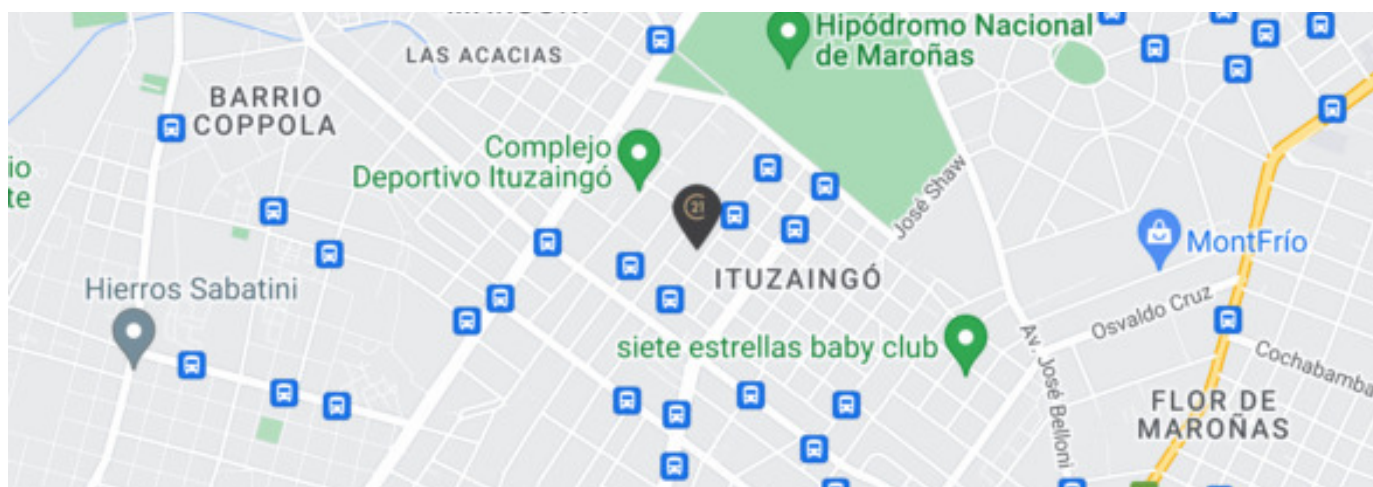 LAS ACACIAS
Hipódromo Nacional
de Maroñas
BARRIO
COPPOLA
Complejo
Deportivo Ituzaingó
21
José Shaw
MontFrío
ITUZAINGÓ
Hierros Sabatini
Osvaldo Cruz
siete estrellas baby club
Av. José Belloni
Cochabamba
FLOR DE
MAROÑAS